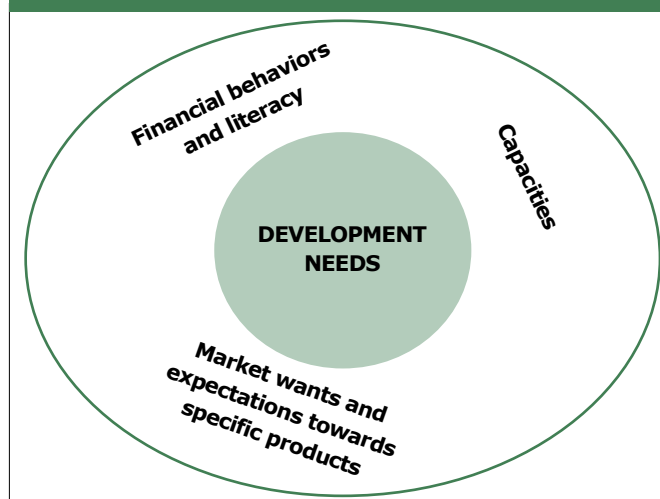 Financial behaviors
and literacy
Capacities
DEVELOPMENT
NEEDS
Market wants and
expectations towards
specific products